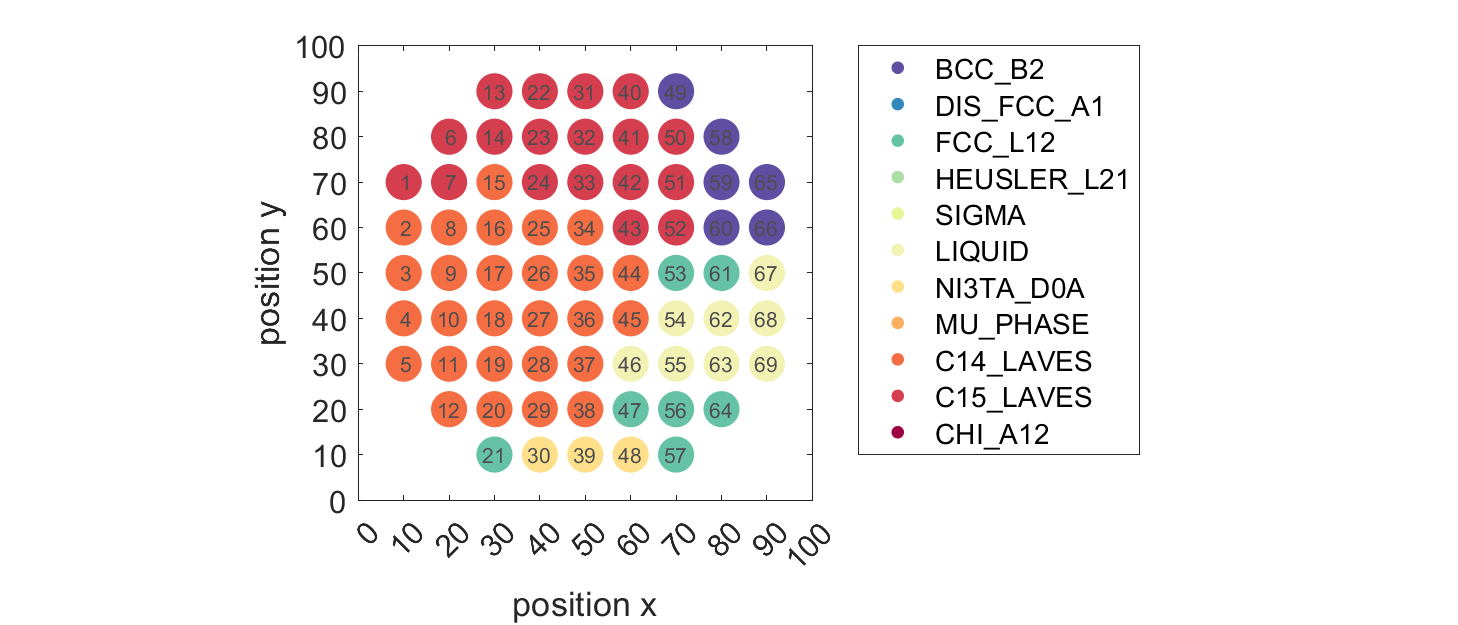 100
90
80
70
60
50
40
30
20
10
0
position y
13 22 31 40 49
6 14 23 32 41 50 58
1 7 15 24 33 42 51 59 65
2 8 16 25 34 43 52 60 66
3 9 17 26 35 44 53 61 67
4 10 18 27 36 45 54 62 68
5 11 19 28 37 46 55 63 69
12 20 29 38 47 56 64
21 30 39 48 57
0 10 20 30 40 50 60 70 80 90 100
position x
BCC_B2
DIS_FCC_A1
FCC_L12
HEUSLER_L21
SIGMA
LIQUID
NI3TA_D0A
MU_PHASE
C14_LAVES
C15_LAVES
CHI_A12